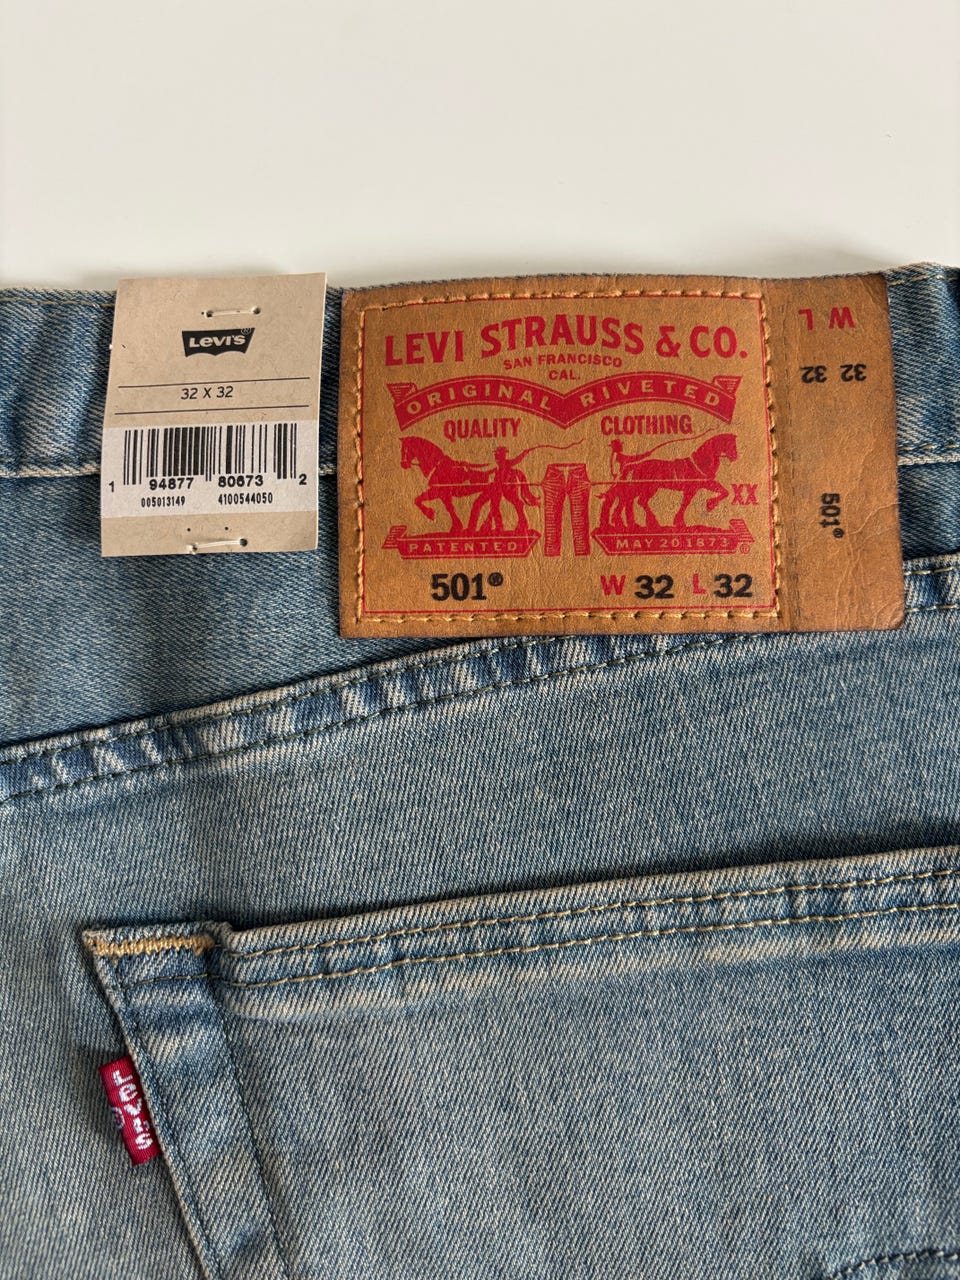 LEVI'S®
32 X 32
1 94877 80673 2
005013149 4100544050
LEVI STRAUSS & CO.
SAN FRANCISCO
CAL.
ORIGINAL RIVETED
QUALITY CLOTHING
XX
PATENTED MAY 20 1873 ®
501® W 32 L 32
W L
32 32
501®
LEVI'S